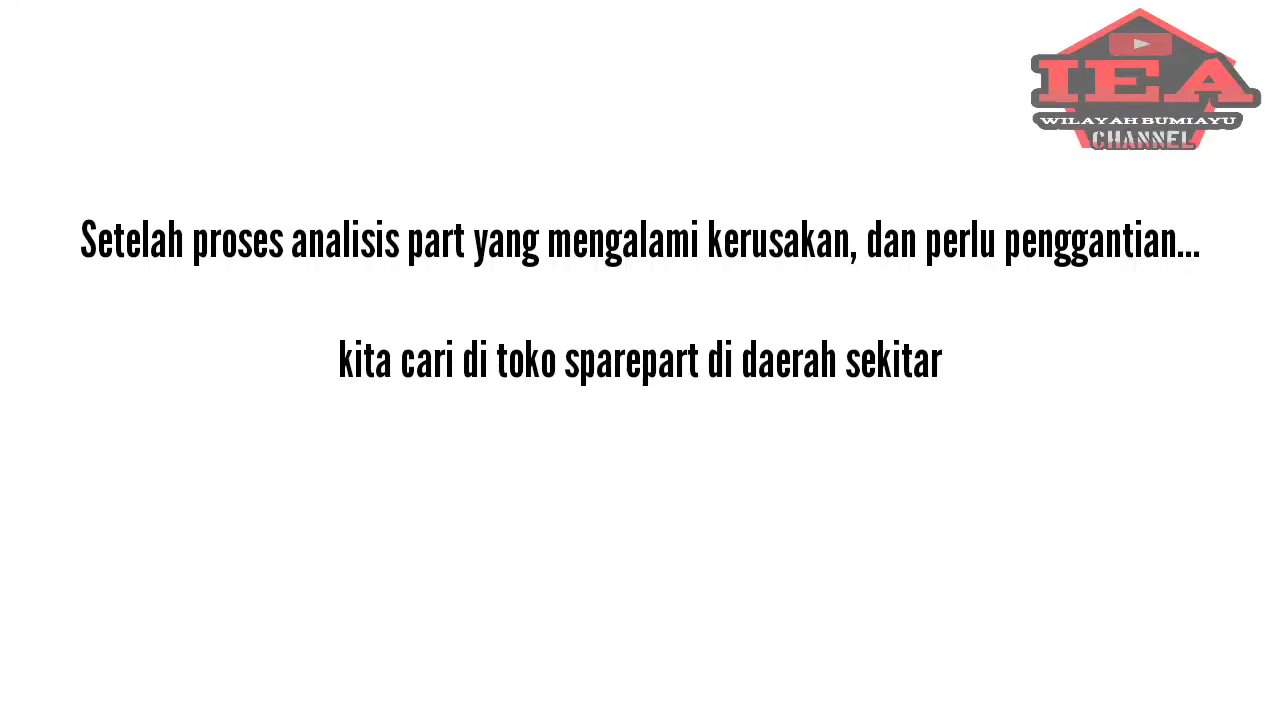 IEA
WILAYAH BUMIAYU
CHANNEL
Setelah proses analisis part yang mengalami kerusakan, dan perlu penggantian...
kita cari di toko sparepart di daerah sekitar